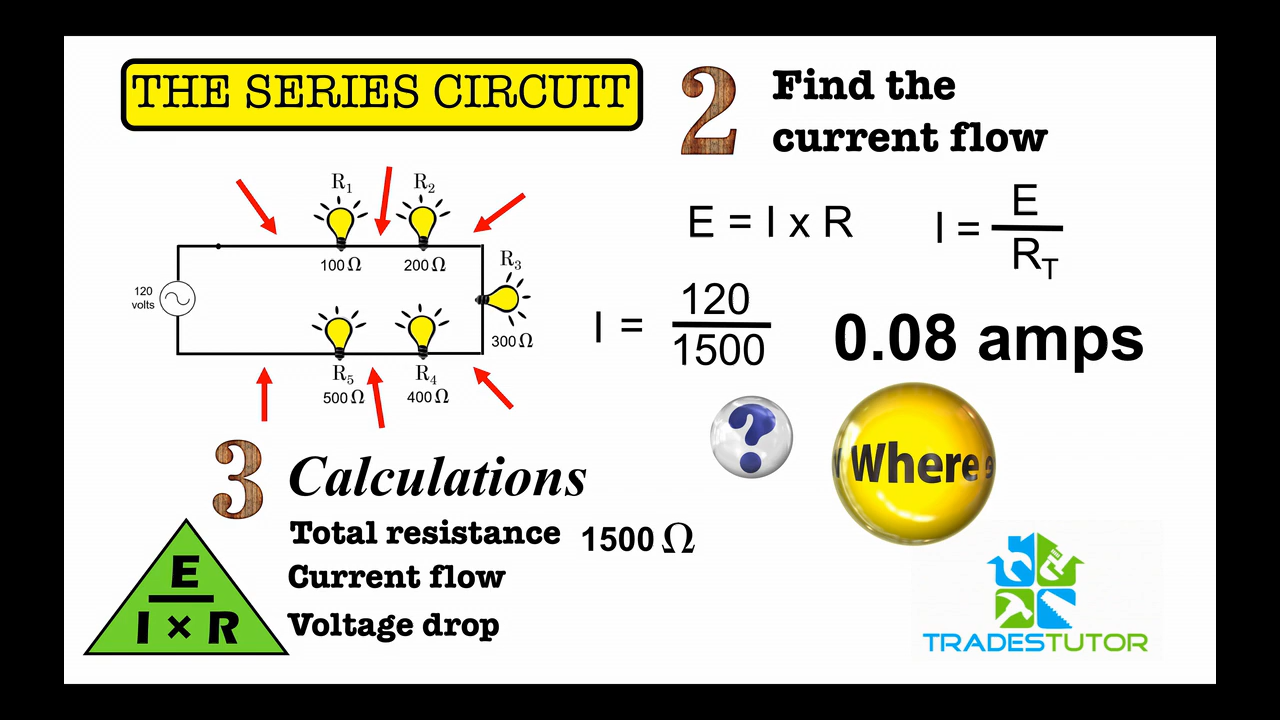 THE SERIES CIRCUIT
2
Find the
current flow
R1
R2
E = I x R
I = E
RT
100 Ω
200 Ω
R3
120
volts
I = 120
1500
0.08 amps
300 Ω
R5
R4
500 Ω
400 Ω
?
Where
3
Calculations
Total resistance 1500 Ω
Current flow
Voltage drop
E
I × R
TRADESTUTOR